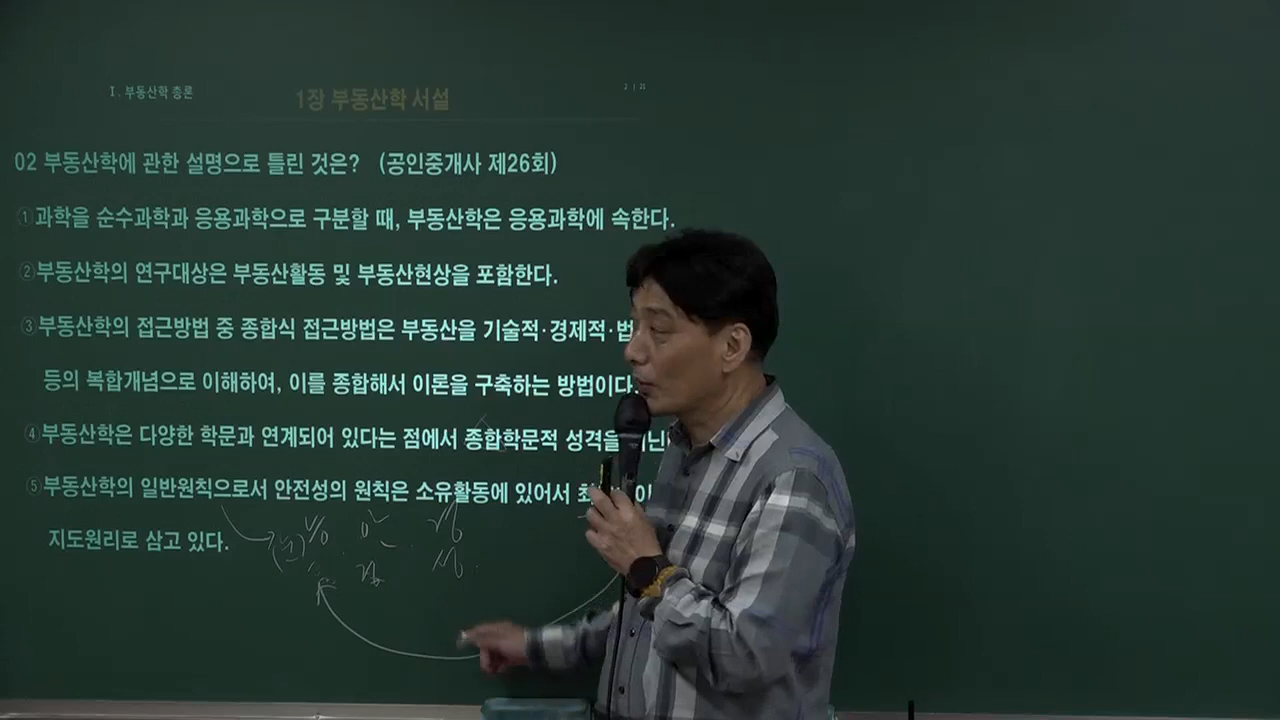 Ⅰ. 부동산학 총론
1장 부동산학 서설
2 | 21
02 부동산학에 관한 설명으로 틀린 것은? (공인중개사 제26회)
①과학을 순수과학과 응용과학으로 구분할 때, 부동산학은 응용과학에 속한다.
②부동산학의 연구대상은 부동산활동 및 부동산현상을 포함한다.
③부동산학의 접근방법 중 종합식 접근방법은 부동산을 기술적·경제적·법
등의 복합개념으로 이해하여, 이를 종합해서 이론을 구축하는 방법이다.
④부동산학은 다양한 학문과 연계되어 있다는 점에서 종합학문적 성격을
⑤부동산학의 일반원칙으로서 안전성의 원칙은 소유활동에 있어서
지도원리로 삼고 있다.